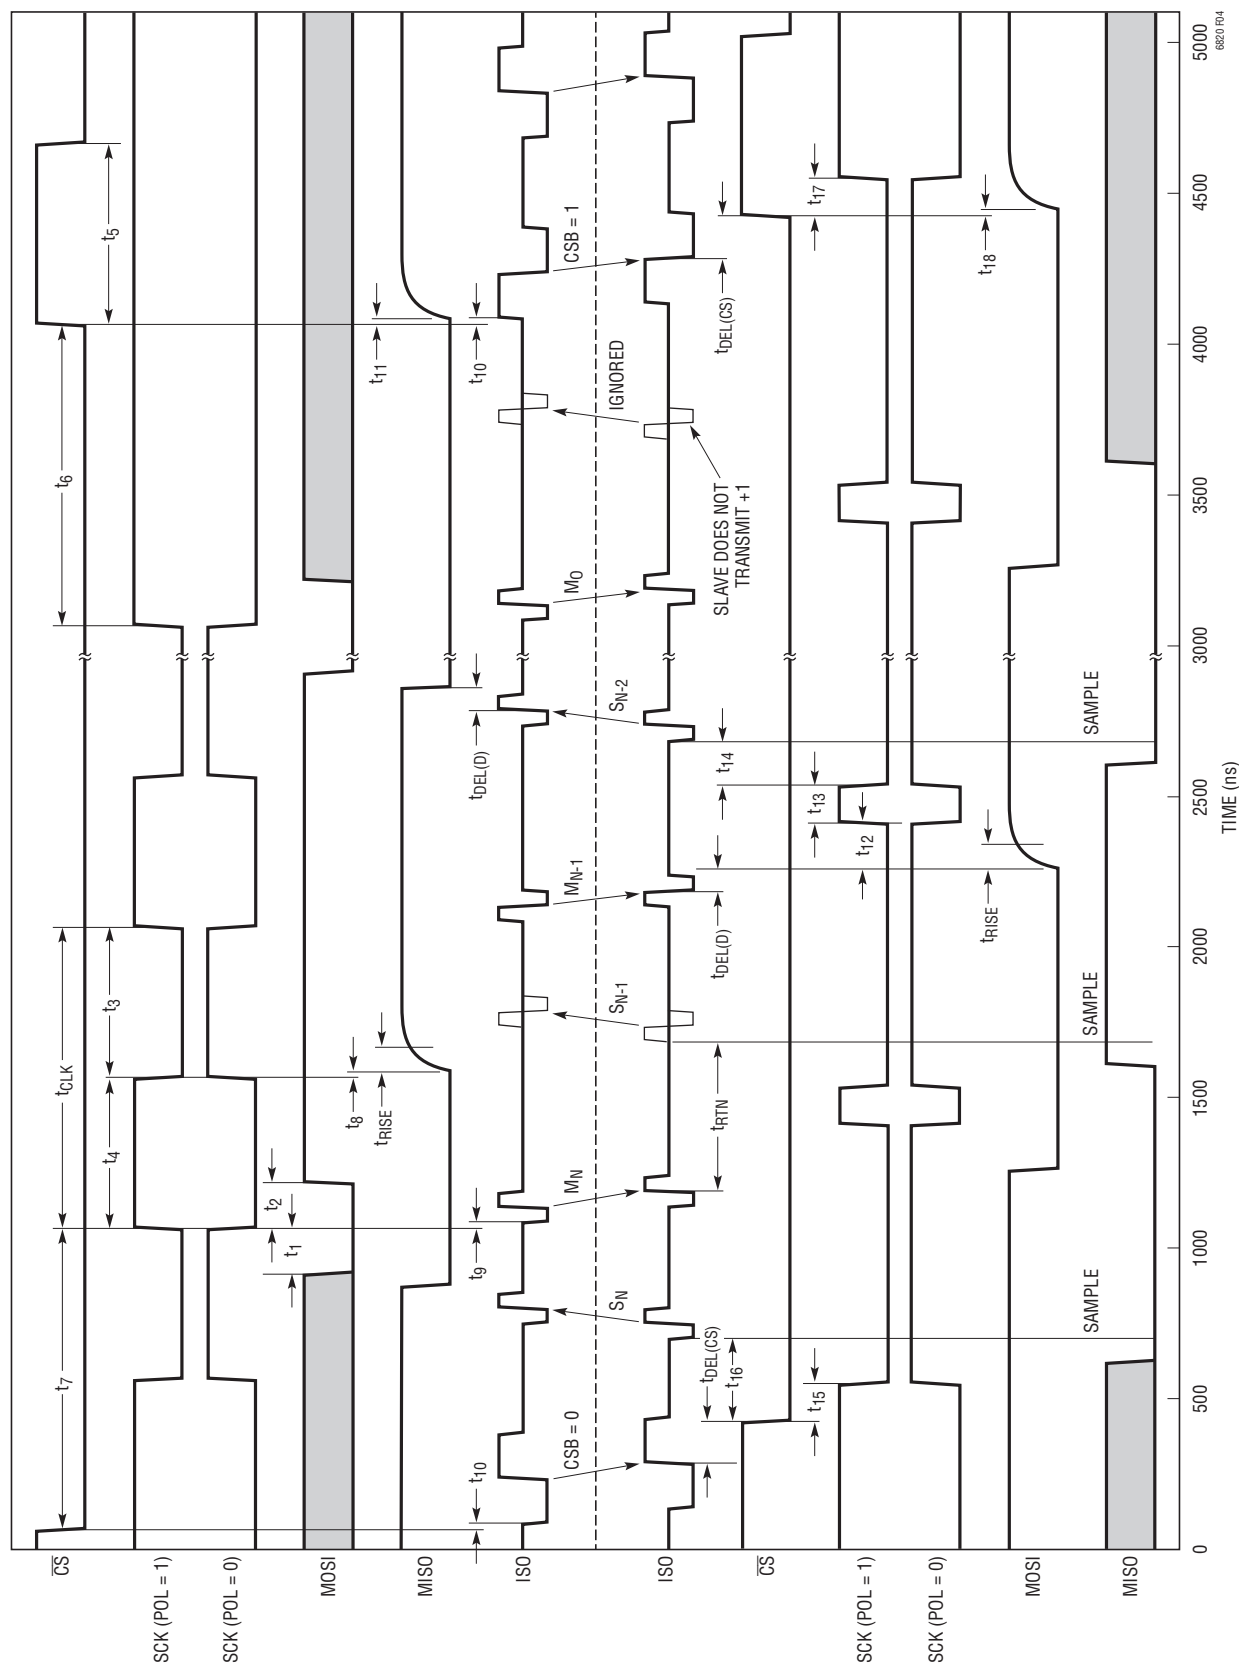 CS
t7
t6
t5
tCLK
t4
t3
SCK (POL = 1)
SCK (POL = 0)
t1
t2
MOSI
t8
tRISE
t11
MISO
t10
t9
tDEL(D)
t10
ISO
CSB = 0
SN
MN
SN-1
MN-1
SN-2
M0
IGNORED
CSB = 1
ISO
tDEL(CS)
t16
tRTN
tDEL(D)
t14
SLAVE DOES NOT
TRANSMIT +1
tDEL(CS)
CS
t15
t13
t17
t12
SCK (POL = 1)
SCK (POL = 0)
tRISE
t18
MOSI
SAMPLE
SAMPLE
SAMPLE
MISO
0
500
1000
1500
2000
2500
3000
3500
4000
4500
5000
TIME (ns)
6820 F04